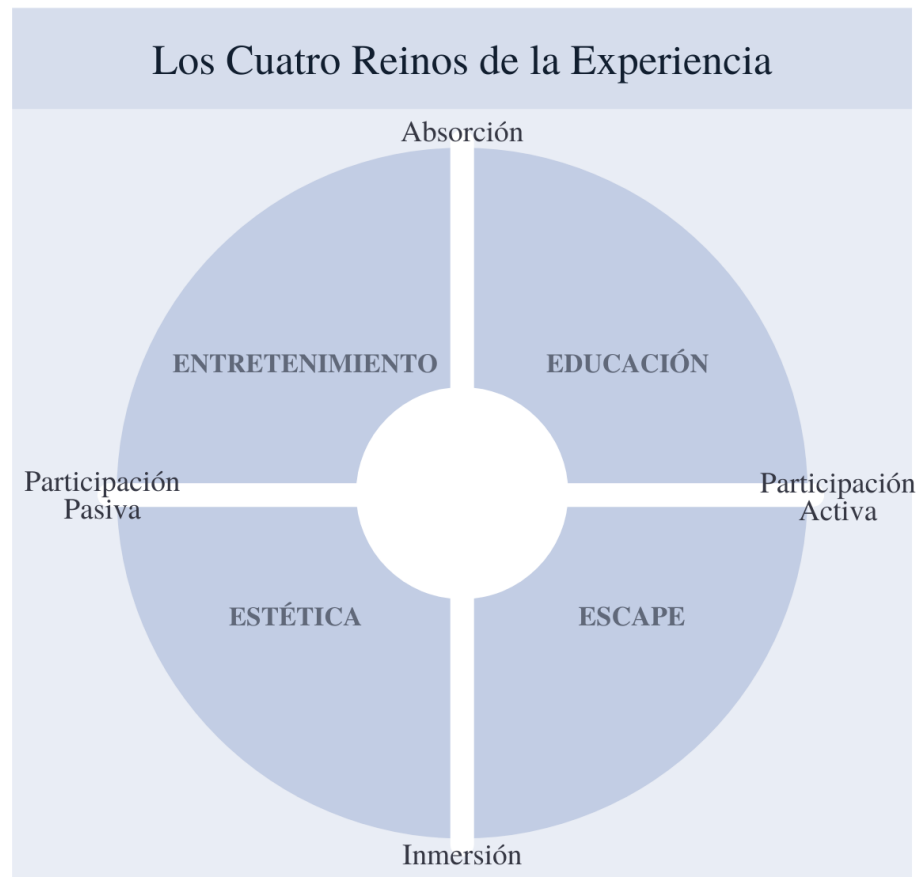 Los Cuatro Reinos de la Experiencia
Absorción
ENTRETENIMIENTO
EDUCACIÓN
Participación
Pasiva
Participación
Activa
ESTÉTICA
ESCAPE
Inmersión